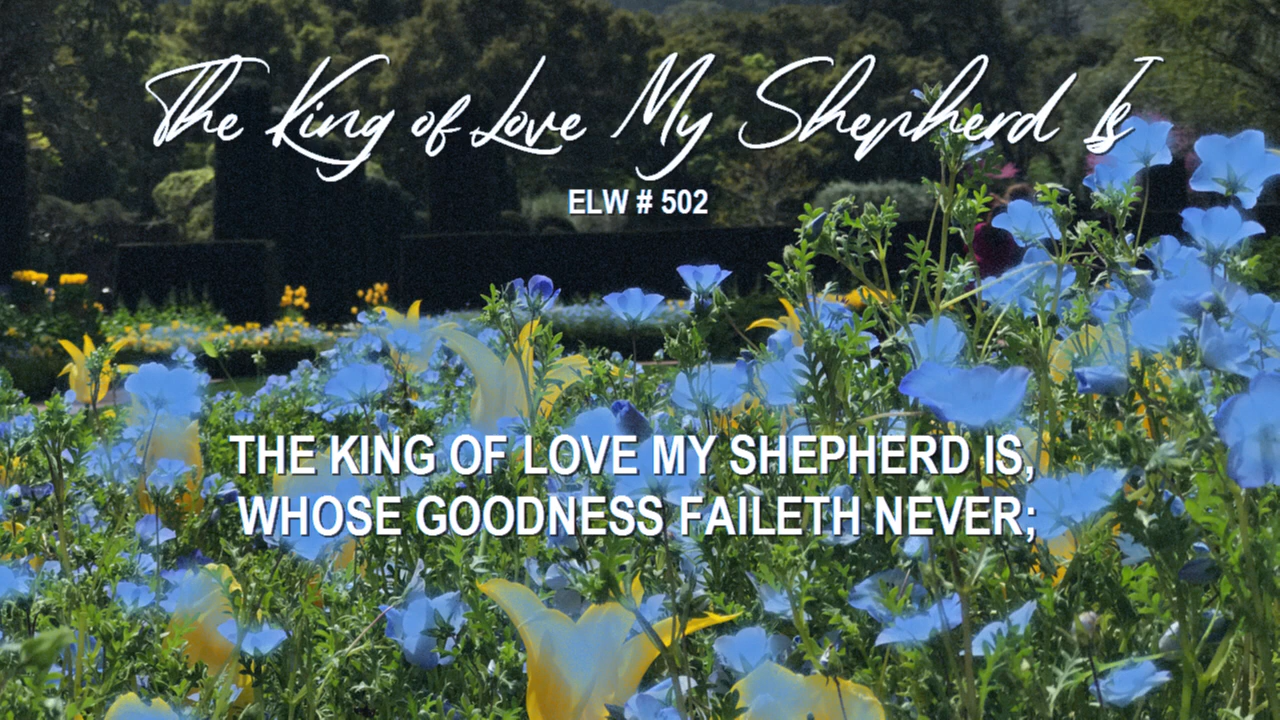 The King of Love My Shepherd Is
ELW # 502
THE KING OF LOVE MY SHEPHERD IS,
WHOSE GOODNESS FAILETH NEVER;